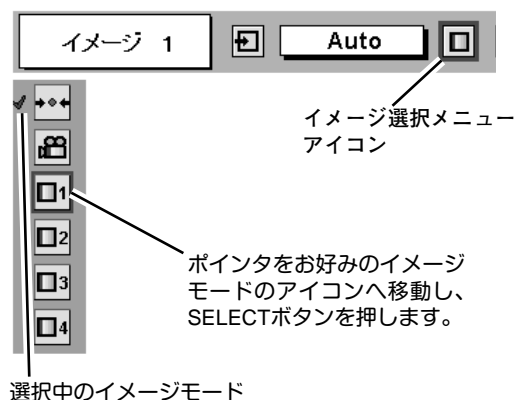 イメージ 1
Auto
イメージ選択メニュー
アイコン
1
2
3
4
ポインタをお好みのイメージ
モードのアイコンへ移動し、
SELECTボタンを押します。
選択中のイメージモード